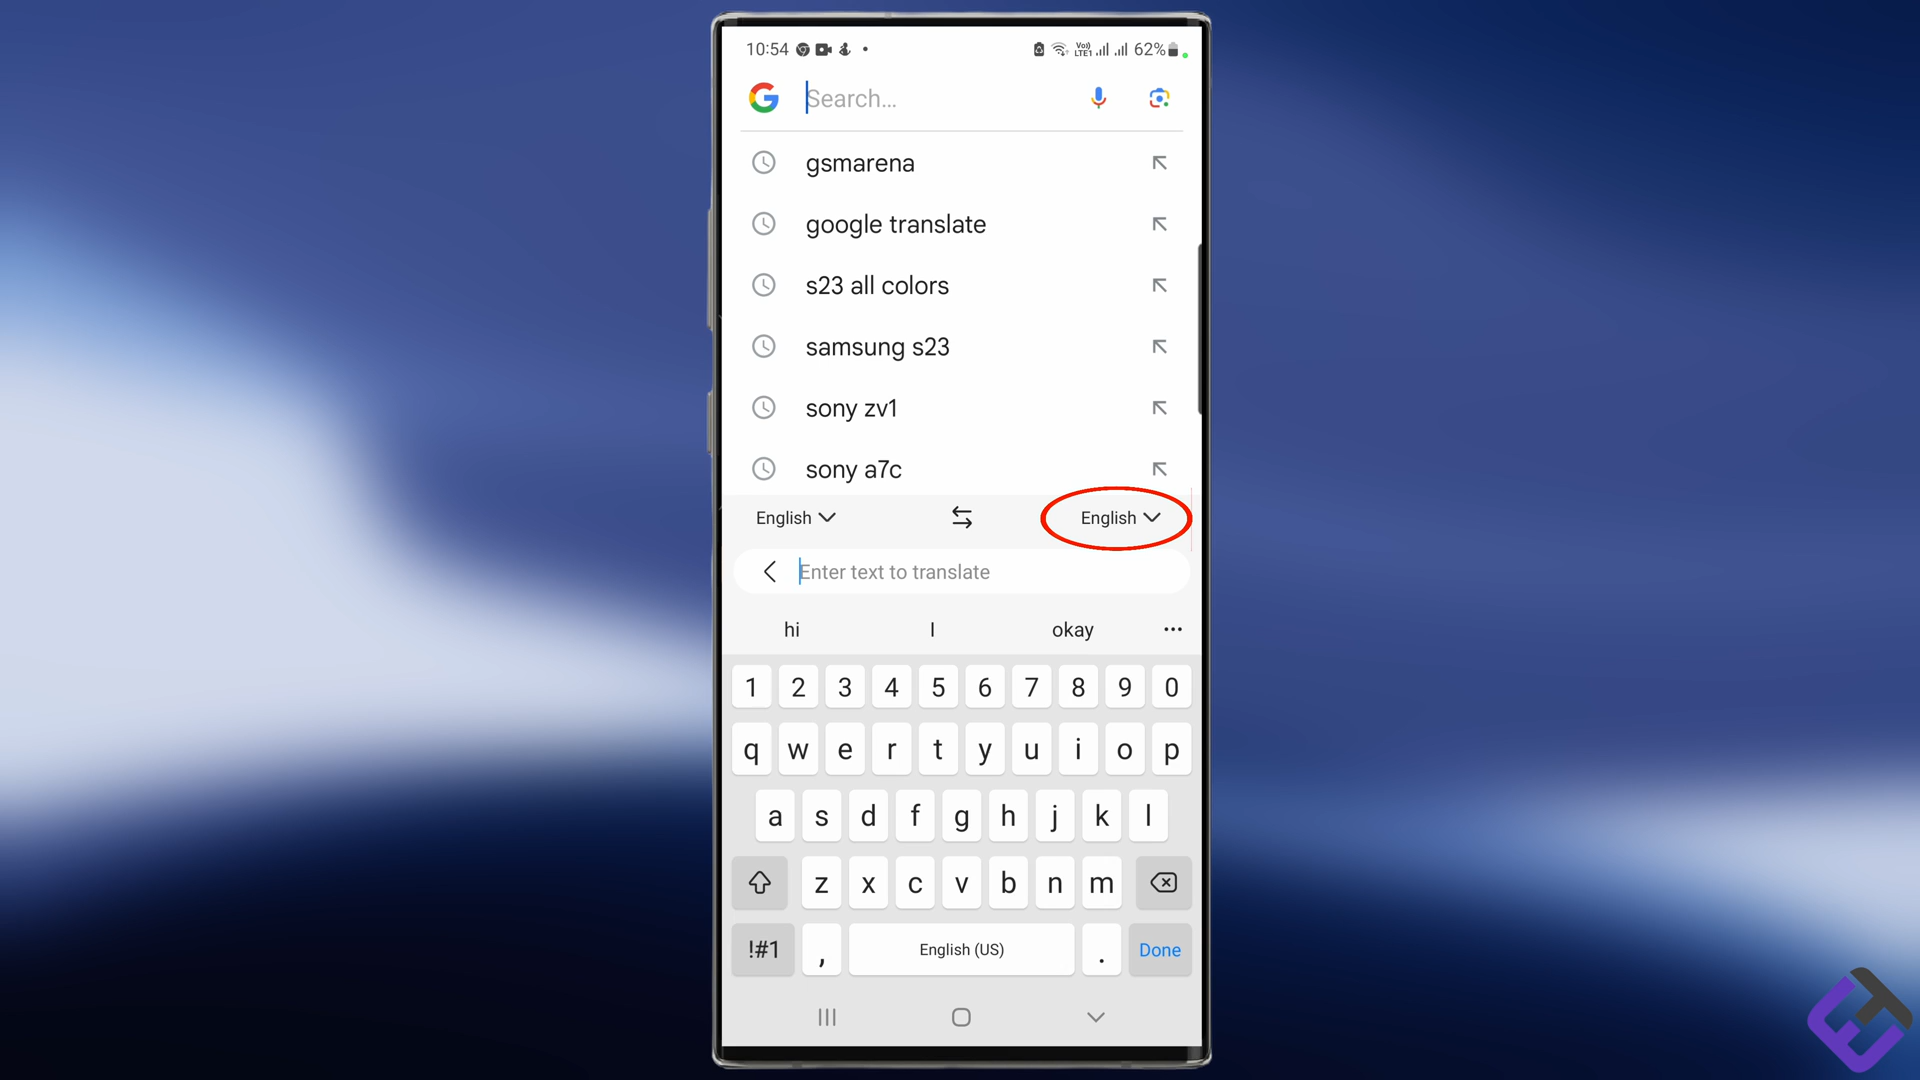 10:54 62%
Search...
gsmarena
google translate
s23 all colors
samsung s23
sony zv1
sony a7c
English English
Enter text to translate
hi I okay
1 2 3 4 5 6 7 8 9 0
q w e r t y u i o p
a s d f g h j k l
z x c v b n m
!#1 , English (US) . Done